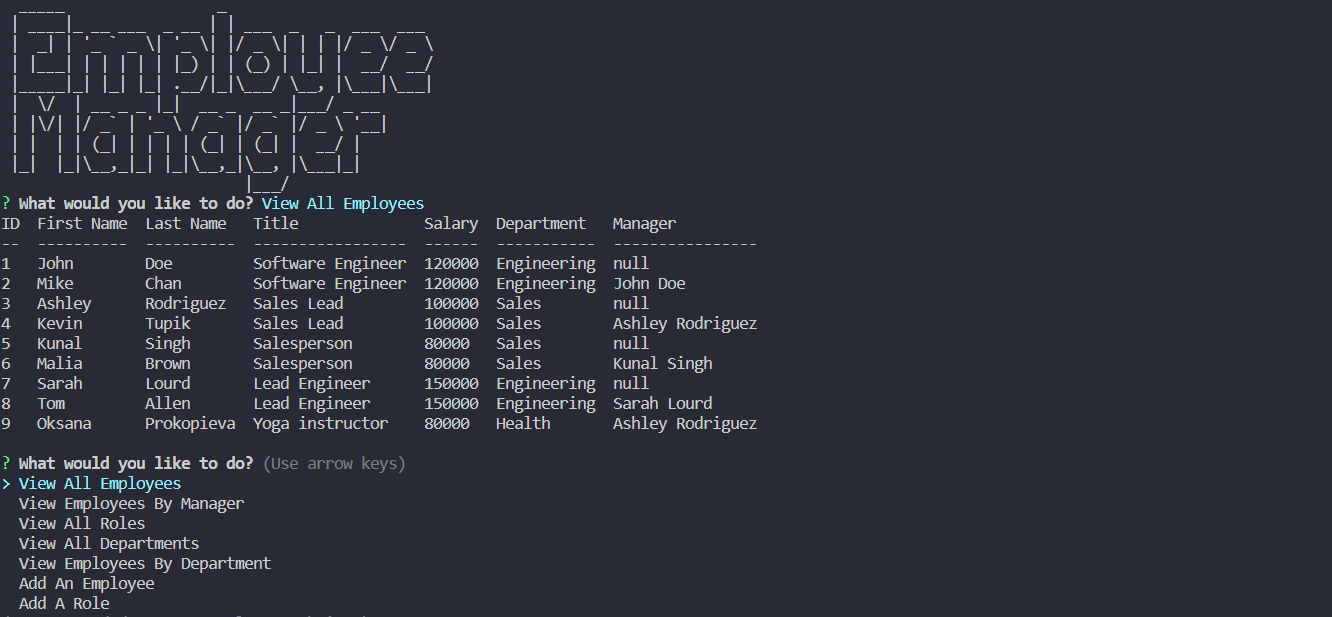 Employee
Manager
? What would you like to do? View All Employees
ID  First Name  Last Name   Title              Salary  Department   Manager
--  ----------  ----------  -----------------  ------  -----------  ----------------
1   John        Doe         Software Engineer  120000  Engineering  null
2   Mike        Chan        Software Engineer  120000  Engineering  John Doe
3   Ashley      Rodriguez   Sales Lead         100000  Sales        null
4   Kevin       Tupik       Sales Lead         100000  Sales        Ashley Rodriguez
5   Kunal       Singh       Salesperson        80000   Sales        null
6   Malia       Brown       Salesperson        80000   Sales        Kunal Singh
7   Sarah       Lourd       Lead Engineer      150000  Engineering  null
8   Tom         Allen       Lead Engineer      150000  Engineering  Sarah Lourd
9   Oksana      Prokopieva  Yoga instructor    80000   Health       Ashley Rodriguez
? What would you like to do? (Use arrow keys)
> View All Employees
  View Employees By Manager
  View All Roles
  View All Departments
  View Employees By Department
  Add An Employee
  Add A Role